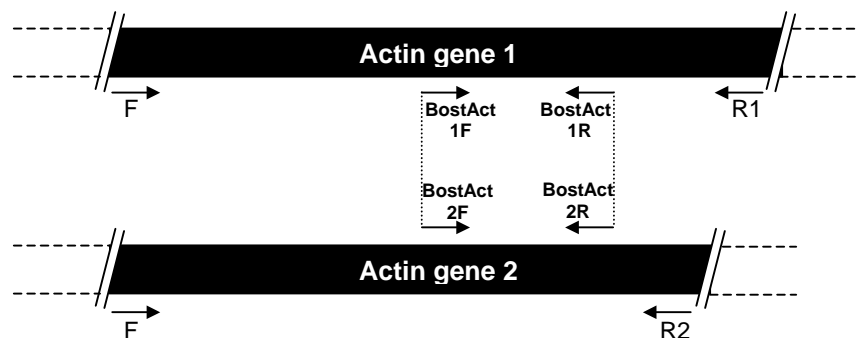 Actin gene 1
F
BostAct
1F
BostAct
1R
R1
BostAct
2F
BostAct
2R
Actin gene 2
F
R2